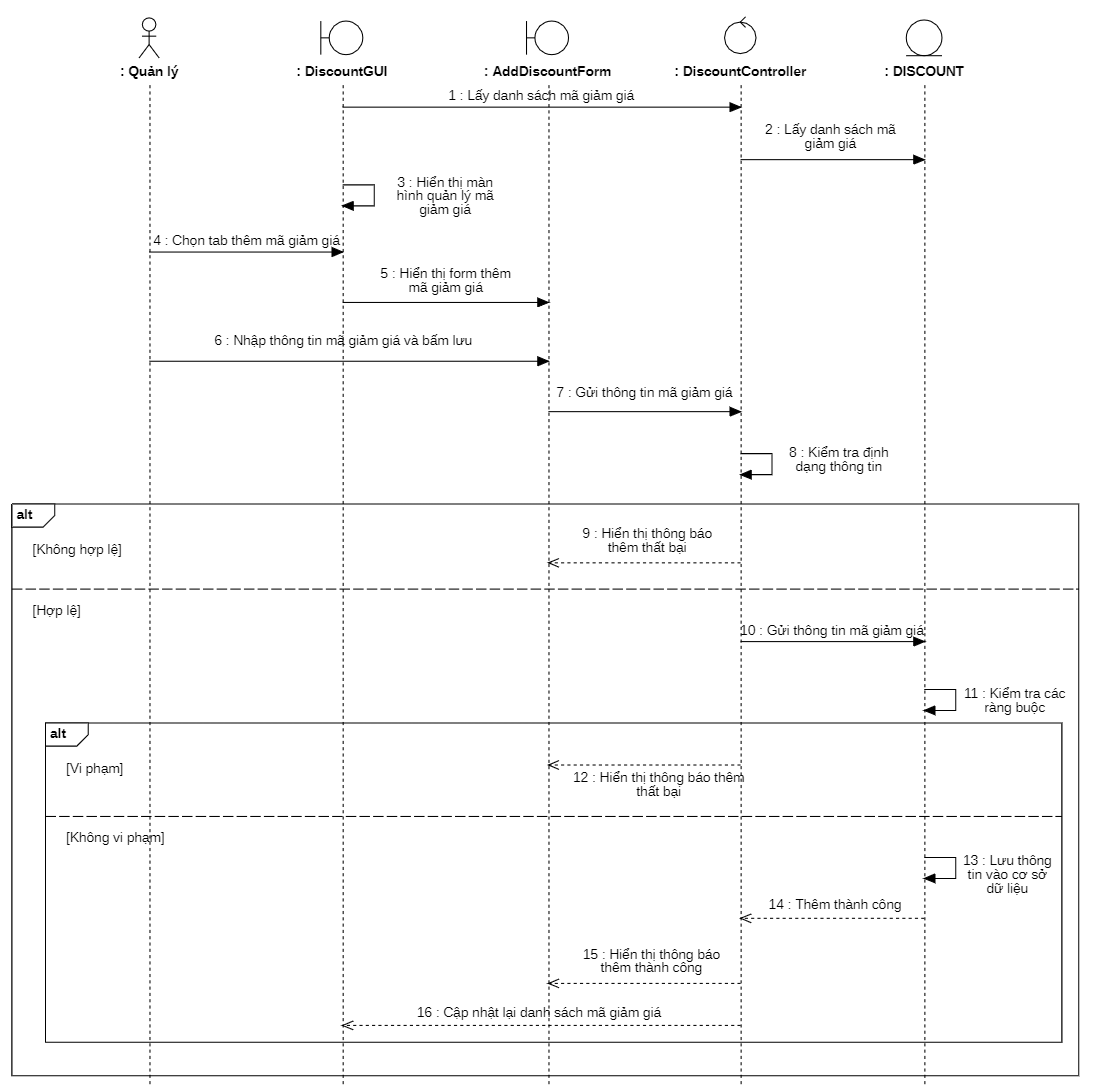 : Quản lý
: DiscountGUI
: AddDiscountForm
: DiscountController
: DISCOUNT
1 : Lấy danh sách mã giảm giá
2 : Lấy danh sách mã
giảm giá
3 : Hiển thị màn
hình quản lý mã
giảm giá
4 : Chọn tab thêm mã giảm giá
5 : Hiển thị form thêm
mã giảm giá
6 : Nhập thông tin mã giảm giá và bấm lưu
7 : Gửi thông tin mã giảm giá
8 : Kiểm tra định
dạng thông tin
alt
9 : Hiển thị thông báo
thêm thất bại
[Không hợp lệ]
[Hợp lệ]
10 : Gửi thông tin mã giảm giá
11 : Kiểm tra các
ràng buộc
alt
[Vi phạm]
12 : Hiển thị thông báo thêm
thất bại
[Không vi phạm]
13 : Lưu thông
tin vào cơ sở
dữ liệu
14 : Thêm thành công
15 : Hiển thị thông báo
thêm thành công
16 : Cập nhật lại danh sách mã giảm giá